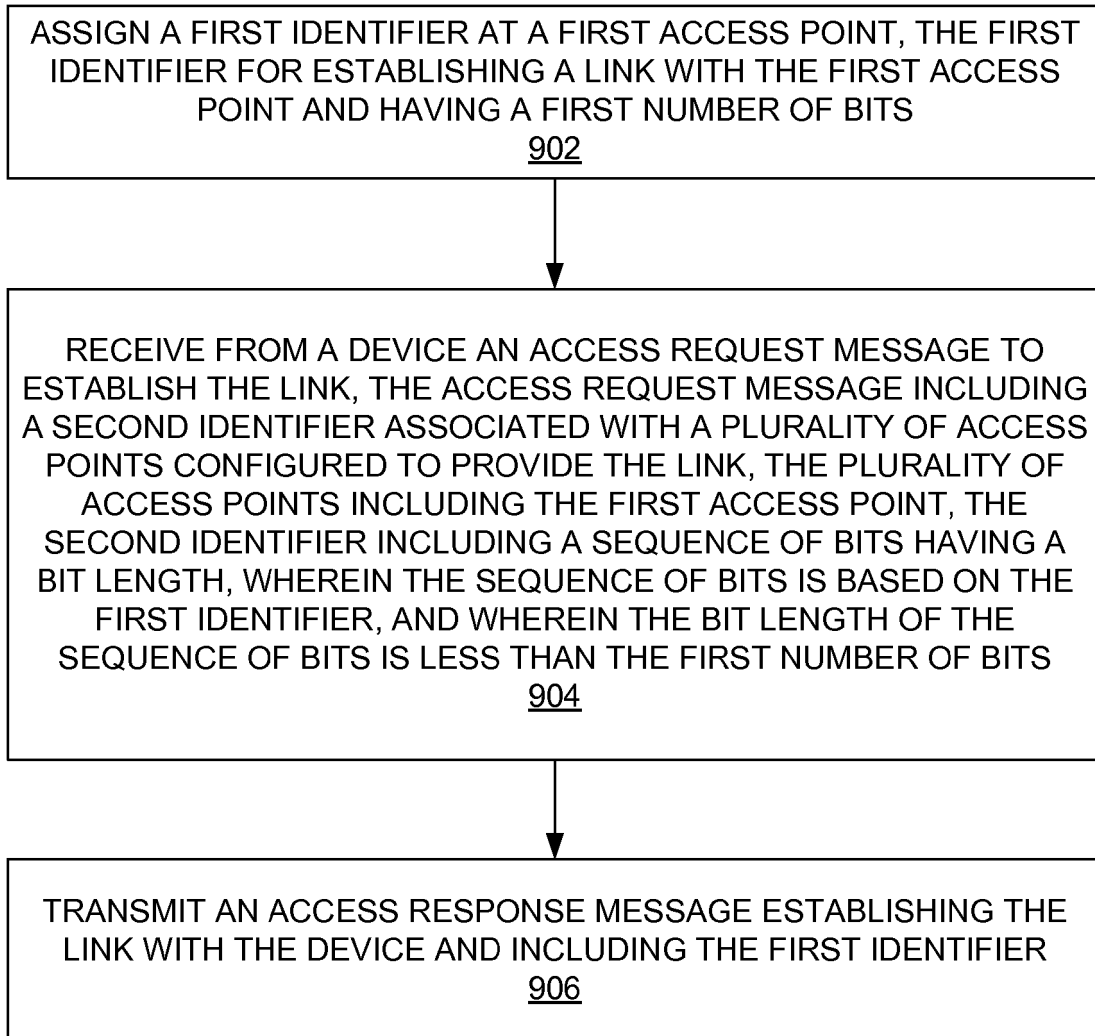 ASSIGN A FIRST IDENTIFIER AT A FIRST ACCESS POINT, THE FIRST
IDENTIFIER FOR ESTABLISHING A LINK WITH THE FIRST ACCESS
POINT AND HAVING A FIRST NUMBER OF BITS
902
RECEIVE FROM A DEVICE AN ACCESS REQUEST MESSAGE TO
ESTABLISH THE LINK, THE ACCESS REQUEST MESSAGE INCLUDING
A SECOND IDENTIFIER ASSOCIATED WITH A PLURALITY OF ACCESS
POINTS CONFIGURED TO PROVIDE THE LINK, THE PLURALITY OF
ACCESS POINTS INCLUDING THE FIRST ACCESS POINT, THE
SECOND IDENTIFIER INCLUDING A SEQUENCE OF BITS HAVING A
BIT LENGTH, WHEREIN THE SEQUENCE OF BITS IS BASED ON THE
FIRST IDENTIFIER, AND WHEREIN THE BIT LENGTH OF THE
SEQUENCE OF BITS IS LESS THAN THE FIRST NUMBER OF BITS
904
TRANSMIT AN ACCESS RESPONSE MESSAGE ESTABLISHING THE
LINK WITH THE DEVICE AND INCLUDING THE FIRST IDENTIFIER
906